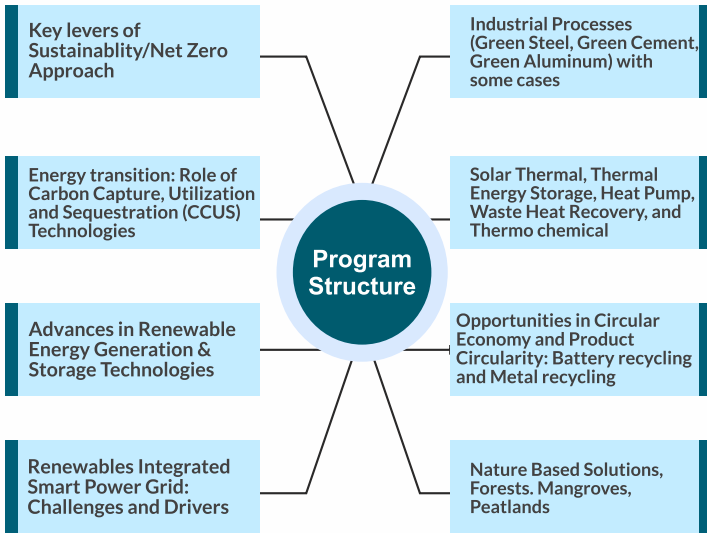 Key levers of
Sustainablity/Net Zero
Approach
Energy transition: Role of
Carbon Capture, Utilization
and Sequestration (CCUS)
Technologies
Advances in Renewable
Energy Generation &
Storage Technologies
Renewables Integrated
Smart Power Grid:
Challenges and Drivers
Program
Structure
Industrial Processes
(Green Steel, Green Cement,
Green Aluminum) with
some cases
Solar Thermal, Thermal
Energy Storage, Heat Pump,
Waste Heat Recovery, and
Thermo chemical
Opportunities in Circular
Economy and Product
Circularity: Battery recycling
and Metal recycling
Nature Based Solutions,
Forests. Mangroves,
Peatlands